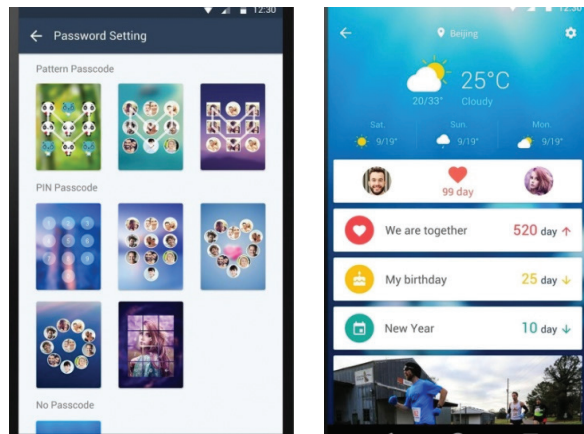 12:30
Password Setting
Pattern Passcode
PIN Passcode
No Passcode
12:30
Beijing
25°C
20/33° Cloudy
Sat. Sun. Mon.
9/19° 9/19° 9/19°
99 day
We are together 520 day
My birthday 25 day
New Year 10 day